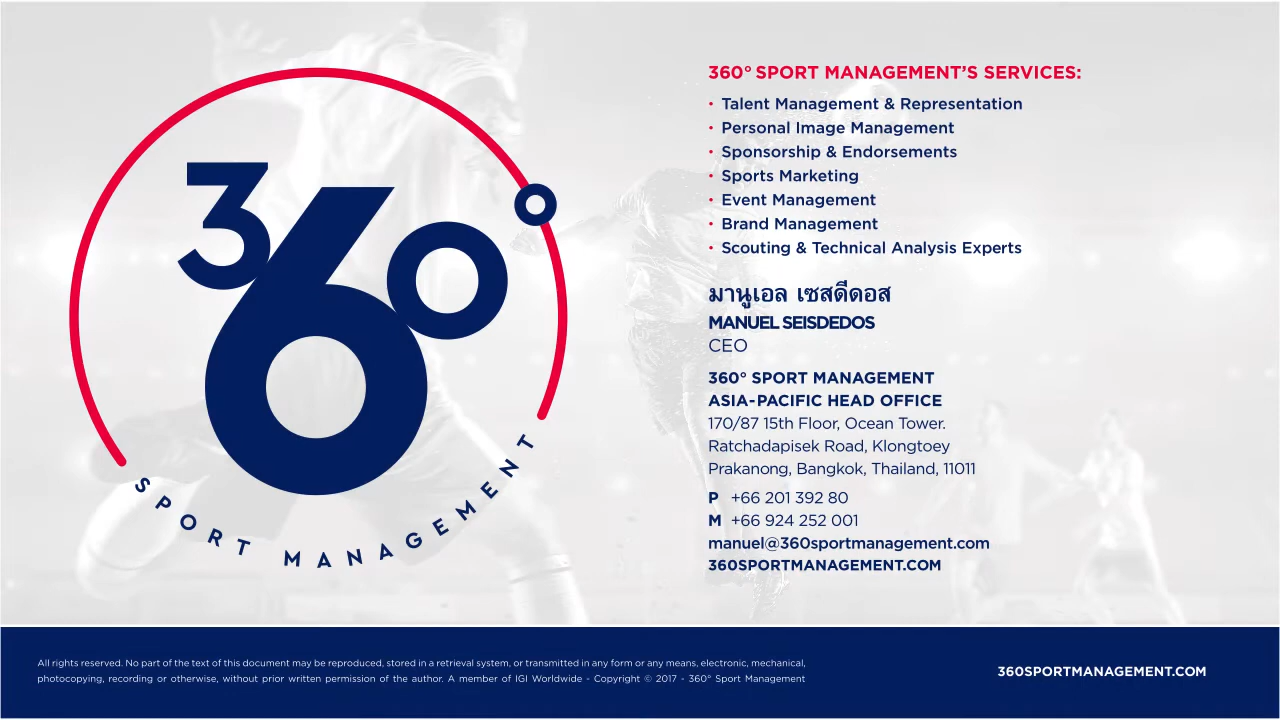 360°
SPORT MANAGEMENT
360° SPORT MANAGEMENT'S SERVICES:
• Talent Management & Representation
• Personal Image Management
• Sponsorship & Endorsements
• Sports Marketing
• Event Management
• Brand Management
• Scouting & Technical Analysis Experts
มานูเอล เซสดีดอส
MANUEL SEISDEDOS
CEO
360° SPORT MANAGEMENT
ASIA-PACIFIC HEAD OFFICE
170/87 15th Floor, Ocean Tower.
Ratchadapisek Road, Klongtoey
Prakanong, Bangkok, Thailand, 11011
P +66 201 392 80
M +66 924 252 001
manuel@360sportmanagement.com
360SPORTMANAGEMENT.COM
All rights reserved. No part of the text of this document may be reproduced, stored in a retrieval system, or transmitted in any form or any means, electronic, mechanical,
photocopying, recording or otherwise, without prior written permission of the author. A member of IGI Worldwide - Copyright © 2017 - 360° Sport Management
360SPORTMANAGEMENT.COM